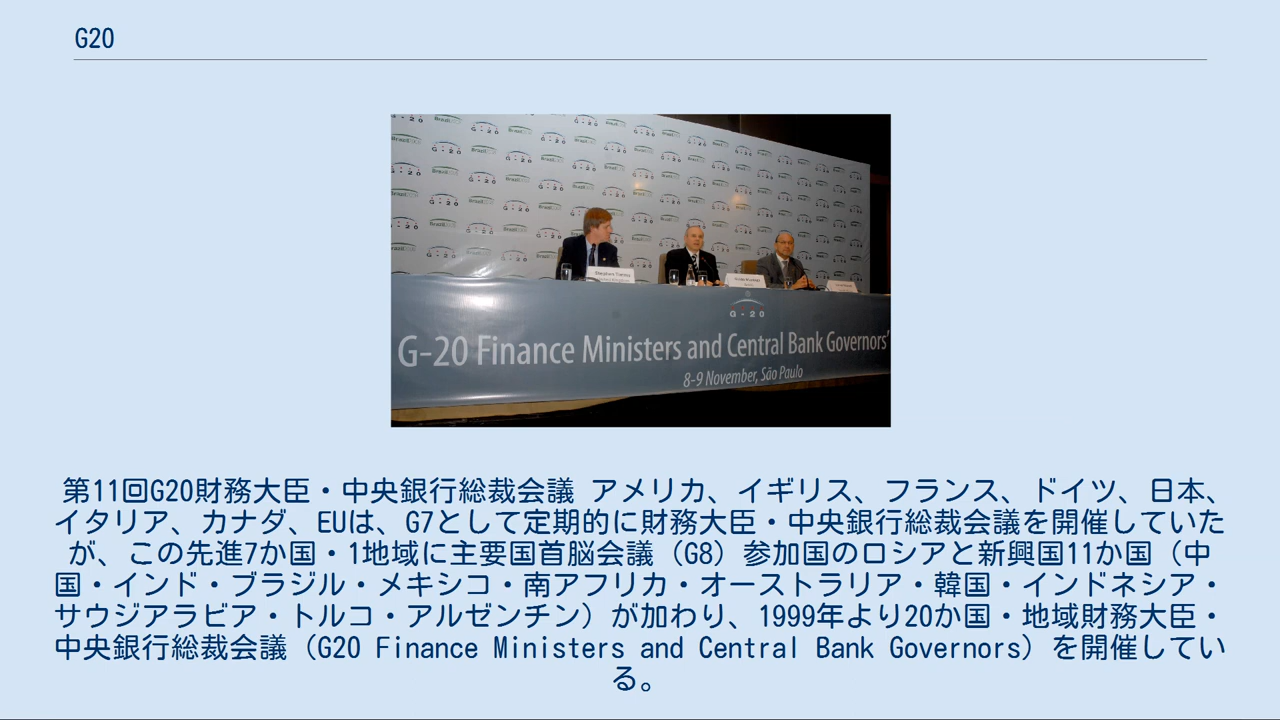 G20
G-20
Brazil
Stephen Timms
G-20
G-20 Finance Ministers and Central Bank Governors'
8-9 November, São Paulo
第11回G20財務大臣・中央銀行総裁会議 アメリカ、イギリス、フランス、ドイツ、日本、
イタリア、カナダ、EUは、G7として定期的に財務大臣・中央銀行総裁会議を開催していた
が、この先進7か国・1地域に主要国首脳会議（G8）参加国のロシアと新興国11か国（中
国・インド・ブラジル・メキシコ・南アフリカ・オーストラリア・韓国・インドネシア・
サウジアラビア・トルコ・アルゼンチン）が加わり、1999年より20か国・地域財務大臣・
中央銀行総裁会議（G20 Finance Ministers and Central Bank Governors）を開催してい
る。